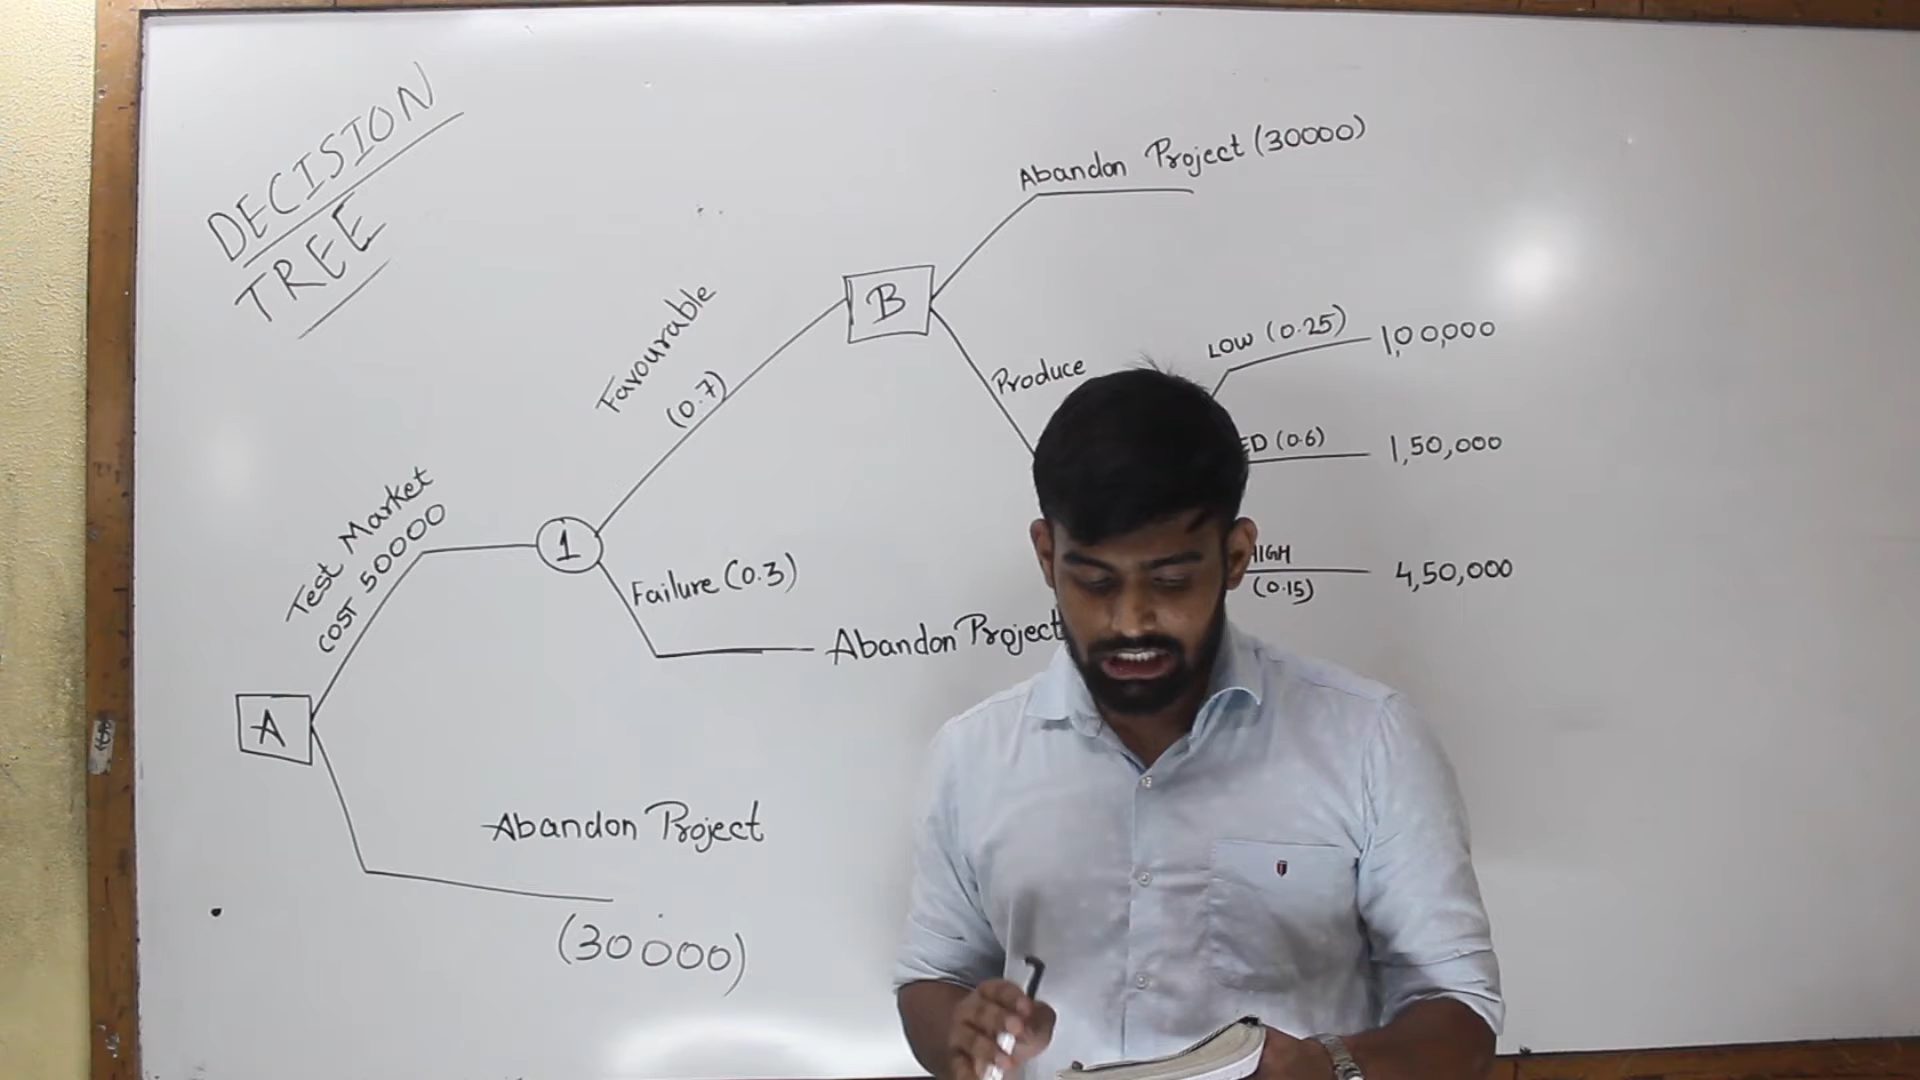 DECISION
TREE
Abandon Project (30000)
B
Favourable
(0.7)
Produce
LOW (0.25) 1,00,000
ED (0.6) 1,50,000
HIGH
(0.15) 4,50,000
Test Market
COST 50000
1
Failure (0.3)
Abandon Project
A
Abandon Project
(30000)